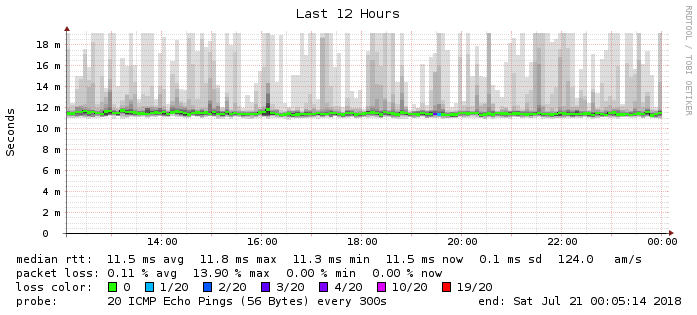 Last 12 Hours
RRDTOOL / TOBI OETIKER
Seconds
18 m
16 m
14 m
12 m
10 m
8 m
6 m
4 m
2 m
0
14:00 16:00 18:00 20:00 22:00 00:00
median rtt: 11.5 ms avg 11.8 ms max 11.3 ms min 11.5 ms now 0.1 ms sd 124.0 am/s
packet loss: 0.11 % avg 13.90 % max 0.00 % min 0.00 % now
loss color: 0 1/20 2/20 3/20 4/20 10/20 19/20
probe: 20 ICMP Echo Pings (56 Bytes) every 300s end: Sat Jul 21 00:05:14 2018